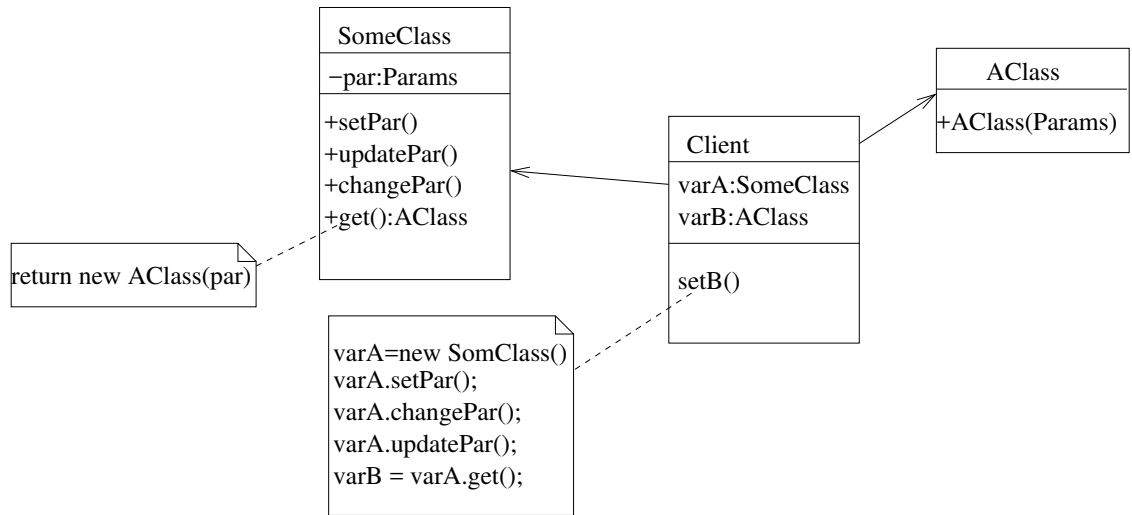 SomeClass
−par:Params
+setPar()
+updatePar()
+changePar()
+get():AClass
return new AClass(par)
Client
varA:SomeClass
varB:AClass
setB()
AClass
+AClass(Params)
varA=new SomClass()
varA.setPar();
varA.changePar();
varA.updatePar();
varB = varA.get();